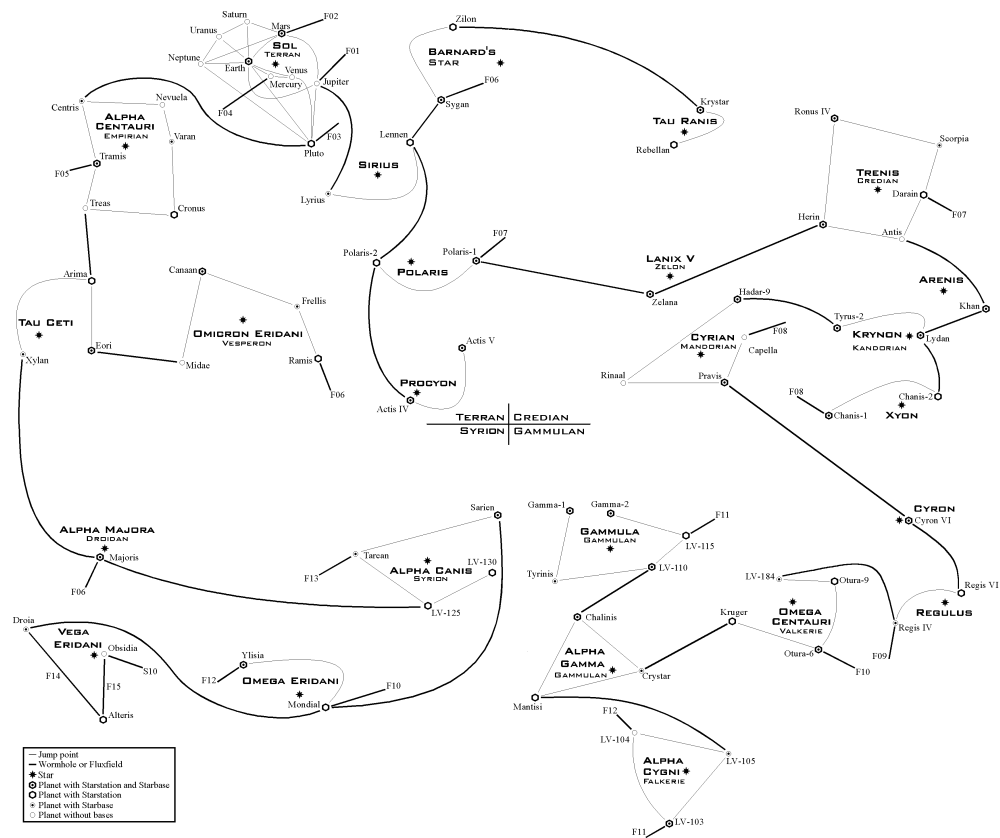 Saturn
Uranus
Mars
F02
SOL
TERRAN
Neptune
Earth
Venus
Mercury
Jupiter
F01
F04
F03
Pluto
Zilon
BARNARD'S
STAR
F06
Sygan
Krystar
TAU RANIS
Rebellan
Ronus IV
Scorpia
TRENIS
CREDIAN
Darain
F07
Herin
Antis
Centris
Nevuela
ALPHA
CENTAURI
EMPIRIAN
Varan
Tramis
F05
Treas
Cronus
Lennen
SIRIUS
Lyrius
Polaris-2
Polaris-1
F07
POLARIS
LANIX V
ZELON
Zelana
ARENIS
Khan
Arima
Canaan
TAU CETI
Frellis
OMICRON ERIDANI
VESPERON
Xylan
Eori
Midae
Ramis
F06
Actis V
PROCYON
Actis IV
Hadar-9
Tyrus-2
F08
CYRIAN
MANDORIAN
Capella
KRYNON
KANDORIAN
Lydan
Rinaal
Pravis
F08
Chanis-2
Chanis-1
XYON
TERRAN CREDIAN
SYRION GAMMULAN
CYRON
Cyron VI
Sarien
Gamma-1
Gamma-2
F11
ALPHA MAJORA
DROIDAN
Majoris
F06
Tarean
LV-130
F13
ALPHA CANIS
SYRION
LV-125
GAMMULA
GAMMULAN
LV-115
Tyrinis
LV-110
LV-184
Otura-9
Regis VI
Chalinis
Kruger
OMEGA
CENTAURI
VALKERIE
REGULUS
Regis IV
Otura-6
F09
F10
Droia
VEGA
ERIDANI
Obsidia
S10
F14
F15
Alteris
Ylisia
F12
OMEGA ERIDANI
F10
Mondial
ALPHA
GAMMA
GAMMULAN
Crystar
Mantisi
F12
LV-104
LV-105
ALPHA
CYGNI
FALKERIE
LV-103
F11
Jump point
Wormhole or Fluxfield
Star
Planet with Starstation and Starbase
Planet with Starstation
Planet with Starbase
Planet without bases